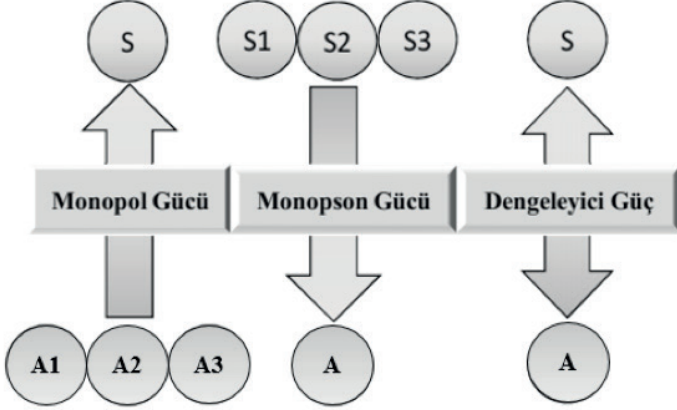 S S1 S2 S3 S
Monopol Gücü Monopson Gücü Dengeleyici Güç
A1 A2 A3 A A